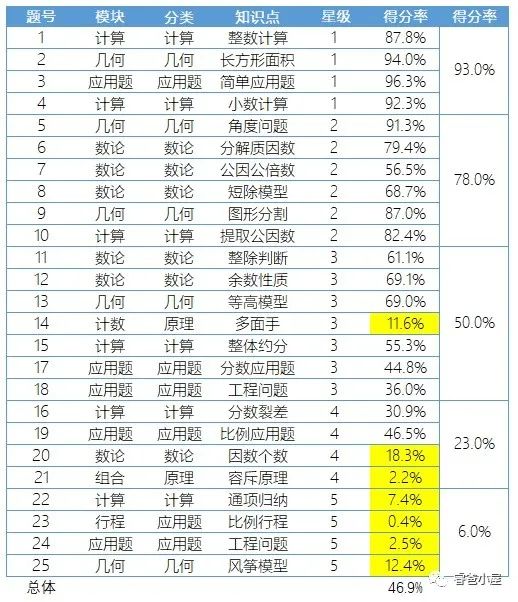 题号 模块 分类 知识点 星级 得分率 得分率
1 计算 计算 整数计算 1 87.8%
2 几何 几何 长方形面积 1 94.0%
93.0%
3 应用题 应用题 简单应用题 1 96.3%
4 计算 计算 小数计算 1 92.3%
5 几何 几何 角度问题 2 91.3%
6 数论 数论 分解质因数 2 79.4%
7 数论 数论 公因公倍数 2 56.5%
78.0%
8 数论 数论 短除模型 2 68.7%
9 几何 几何 图形分割 2 87.0%
10 计算 计算 提取公因数 2 82.4%
11 数论 数论 整除判断 3 61.1%
12 数论 数论 余数性质 3 69.1%
13 几何 几何 等高模型 3 69.0%
14 计数 原理 多面手 3 11.6% 50.0%
15 计算 计算 整体约分 3 55.3%
17 应用题 应用题 分数应用题 3 44.8%
18 应用题 应用题 工程问题 3 36.0%
16 计算 计算 分数裂差 4 30.9%
19 应用题 应用题 比例应用题 4 46.5%
23.0%
20 数论 数论 因数个数 4 18.3%
21 组合 原理 容斥原理 4 2.2%
22 计算 计算 通项归纳 5 7.4%
23 行程 应用题 比例行程 5 0.4%
6.0%
24 应用题 应用题 工程问题 5 2.5%
25 几何 几何 风筝模型 5 12.4%
总体 46.9%
一昏爸小屋